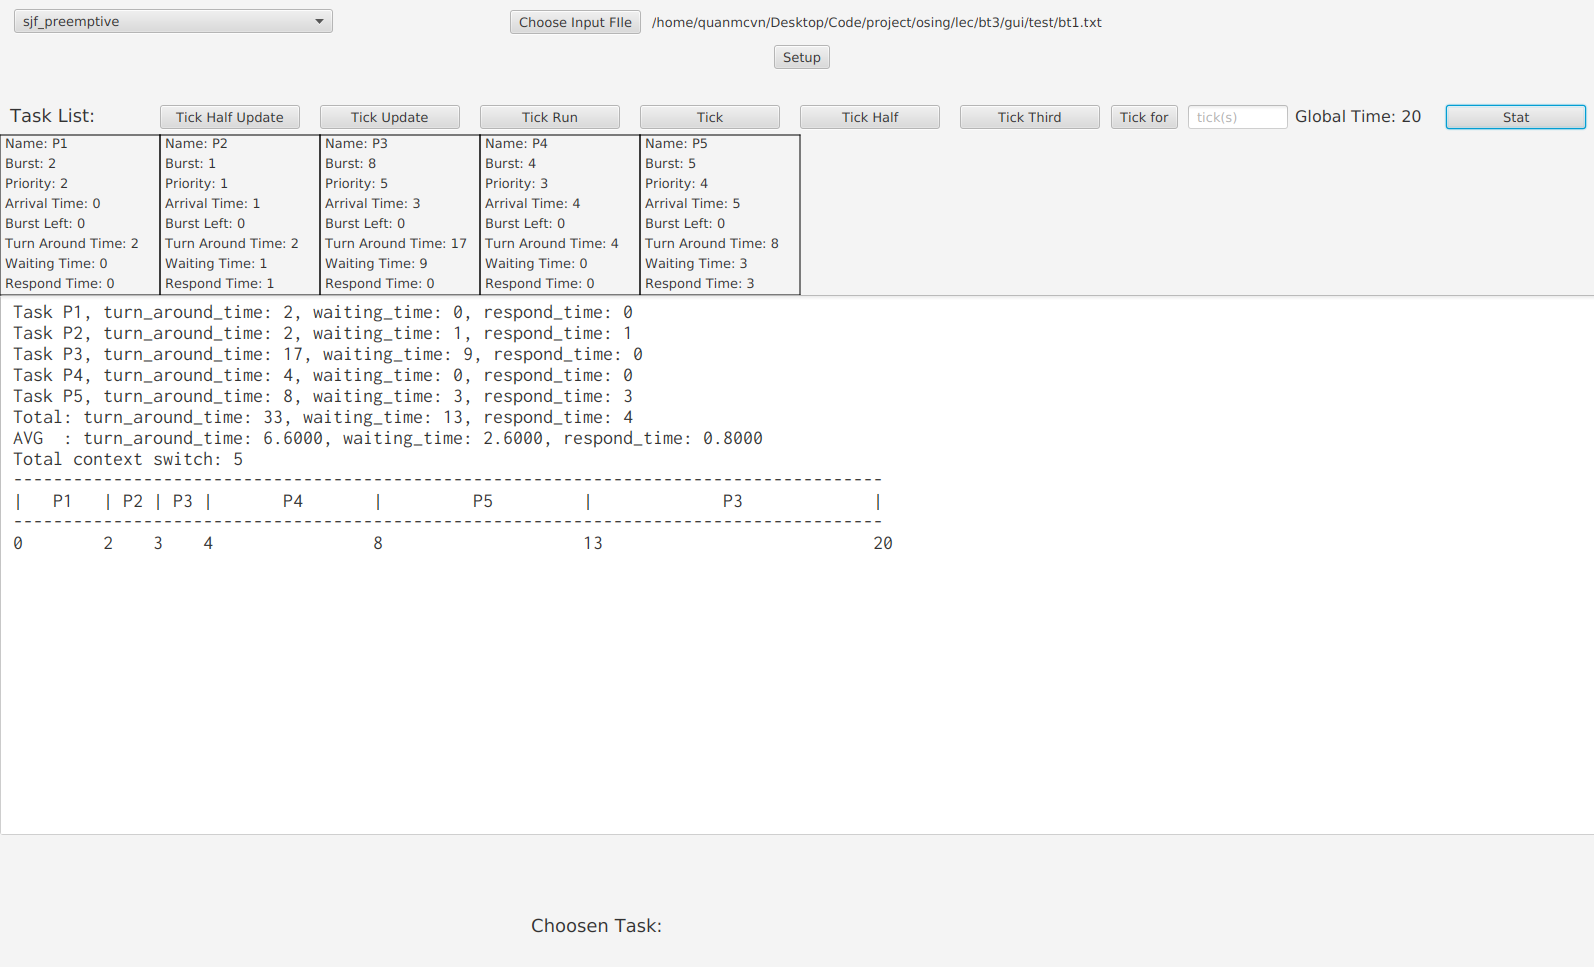 sjf_preemptive
Choose Input FIle /home/quanmcvn/Desktop/Code/project/osing/lec/bt3/gui/test/bt1.txt
Setup
Task List: Tick Half Update Tick Update Tick Run Tick Tick Half Tick Third Tick for tick(s) Global Time: 20 Stat
Name: P1 Name: P2 Name: P3 Name: P4 Name: P5
Burst: 2 Burst: 1 Burst: 8 Burst: 4 Burst: 5
Priority: 2 Priority: 1 Priority: 5 Priority: 3 Priority: 4
Arrival Time: 0 Arrival Time: 1 Arrival Time: 3 Arrival Time: 4 Arrival Time: 5
Burst Left: 0 Burst Left: 0 Burst Left: 0 Burst Left: 0 Burst Left: 0
Turn Around Time: 2 Turn Around Time: 2 Turn Around Time: 17 Turn Around Time: 4 Turn Around Time: 8
Waiting Time: 0 Waiting Time: 1 Waiting Time: 9 Waiting Time: 0 Waiting Time: 3
Respond Time: 0 Respond Time: 1 Respond Time: 0 Respond Time: 0 Respond Time: 3
Task P1, turn_around_time: 2, waiting_time: 0, respond_time: 0
Task P2, turn_around_time: 2, waiting_time: 1, respond_time: 1
Task P3, turn_around_time: 17, waiting_time: 9, respond_time: 0
Task P4, turn_around_time: 4, waiting_time: 0, respond_time: 0
Task P5, turn_around_time: 8, waiting_time: 3, respond_time: 3
Total: turn_around_time: 33, waiting_time: 13, respond_time: 4
AVG  : turn_around_time: 6.6000, waiting_time: 2.6000, respond_time: 0.8000
Total context switch: 5
---------------------------------------------------------------------------------------
|   P1   | P2 | P3 |       P4       |         P5         |             P3             |
---------------------------------------------------------------------------------------
0        2    3    4                8                    13                           20
Choosen Task: